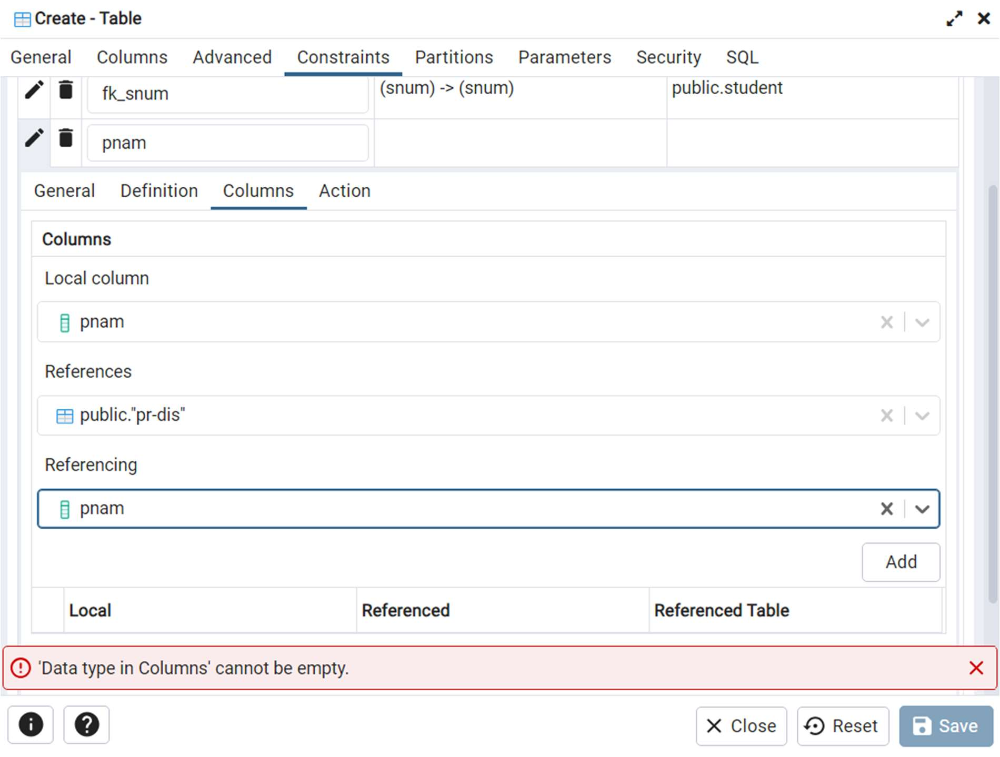 Create - Table
General Columns Advanced Constraints Partitions Parameters Security SQL
fk_snum (snum) -> (snum) public.student
pnam
General Definition Columns Action
Columns
Local column
pnam
References
public."pr-dis"
Referencing
pnam
Add
Local Referenced Referenced Table
'Data type in Columns' cannot be empty.
Close Reset Save